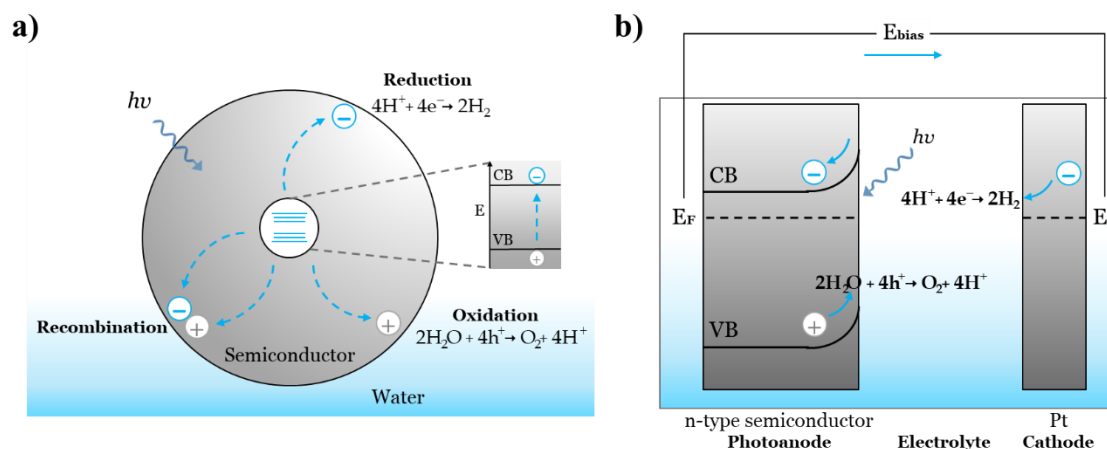 a)
hν
Reduction
4H⁺ + 4e⁻→ 2H₂
CB
E
VB
Recombination
Oxidation
2H₂O + 4h⁺→ O₂+ 4H⁺
Semiconductor
Water
b)
Ebias
hν
CB
4H⁺ + 4e⁻→ 2H₂
EF
E
2H₂O + 4h⁺→ O₂+ 4H⁺
VB
n-type semiconductor
Pt
Photoanode
Electrolyte
Cathode